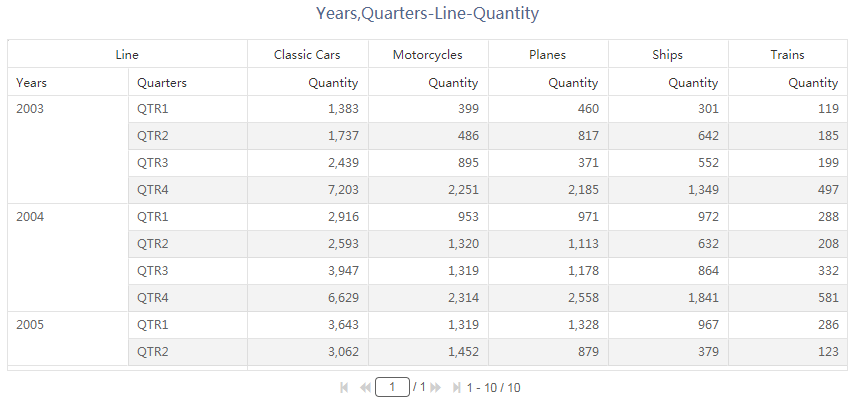 Years,Quarters-Line-Quantity
Line Classic Cars Motorcycles Planes Ships Trains
Years Quarters Quantity Quantity Quantity Quantity Quantity
2003 QTR1 1,383 399 460 301 119
QTR2 1,737 486 817 642 185
QTR3 2,439 895 371 552 199
QTR4 7,203 2,251 2,185 1,349 497
2004 QTR1 2,916 953 971 972 288
QTR2 2,593 1,320 1,113 632 208
QTR3 3,947 1,319 1,178 864 332
QTR4 6,629 2,314 2,558 1,841 581
2005 QTR1 3,643 1,319 1,328 967 286
QTR2 3,062 1,452 879 379 123
1 / 1 1 - 10 / 10